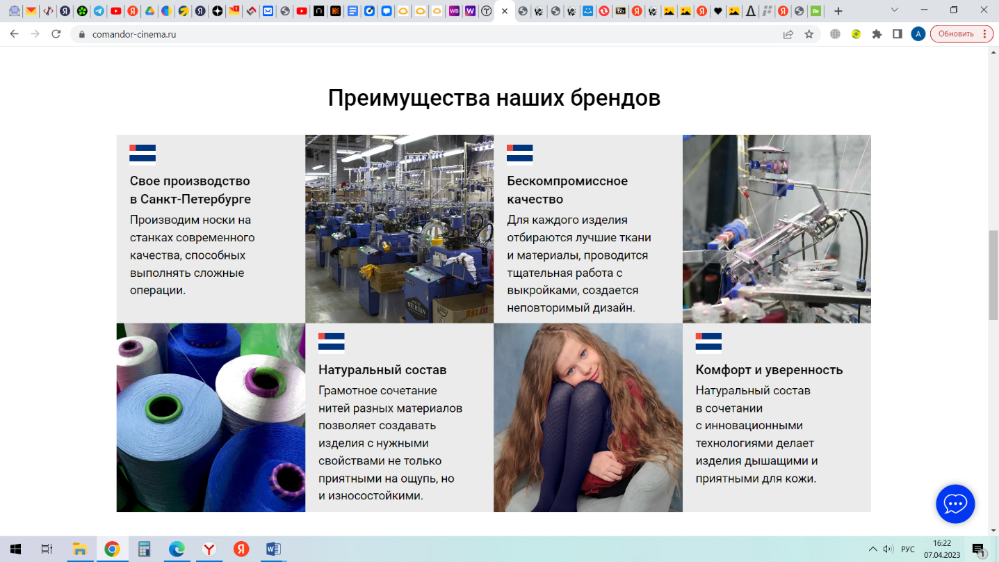 comandor-cinema.ru
Обновить
Преимущества наших брендов
Свое производство
в Санкт-Петербурге
Производим носки на
станках современного
качества, способных
выполнять сложные
операции.
Бескомпромиссное
качество
Для каждого изделия
отбираются лучшие ткани
и материалы, проводится
тщательная работа с
выкройками, создается
неповторимый дизайн.
Натуральный состав
Грамотное сочетание
нитей разных материалов
позволяет создавать
изделия с нужными
свойствами не только
приятными на ощупь, но
и износостойкими.
Комфорт и уверенность
Натуральный состав
в сочетании
с инновационными
технологиями делает
изделия дышащими и
приятными для кожи.
РУС
16:22
07.04.2023